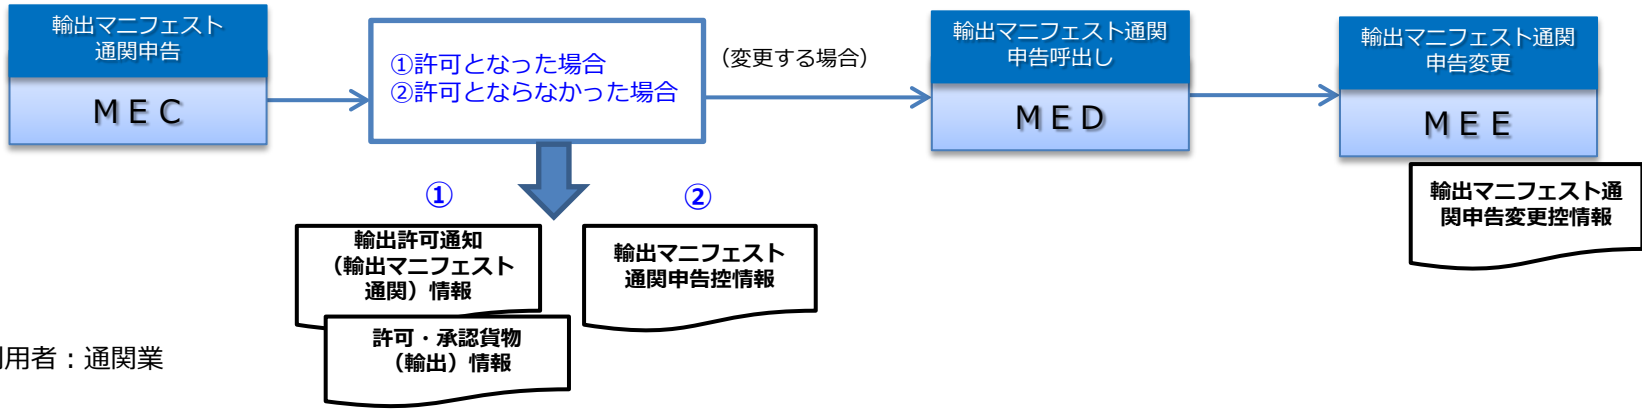 輸出マニフェスト
通関申告
ＭＥＣ
①許可となった場合
②許可とならなかった場合
（変更する場合）
輸出マニフェスト通関
申告呼出し
ＭＥＤ
輸出マニフェスト通関
申告変更
ＭＥＥ
輸出マニフェスト通
関申告変更控情報
①
②
輸出許可通知
（輸出マニフェスト
通関）情報
輸出マニフェスト
通関申告控情報
許可・承認貨物
（輸出）情報
用者：通関業